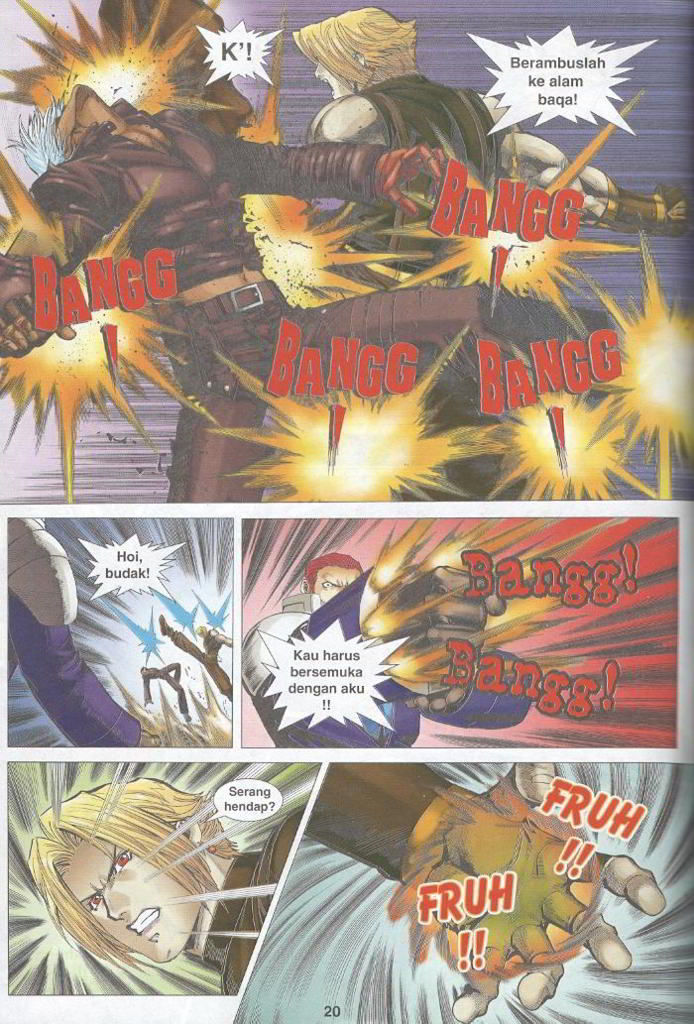 K'!
Berambuslah
ke alam
baqa!
BANGG
!
BANGG
!
BANGG
!
BANGG
!
Hoi,
budak!
Kau harus
bersemuka
dengan aku
!!
Bangg!
Bangg!
Serang
hendap?
FRUH
!!
FRUH
!!
20